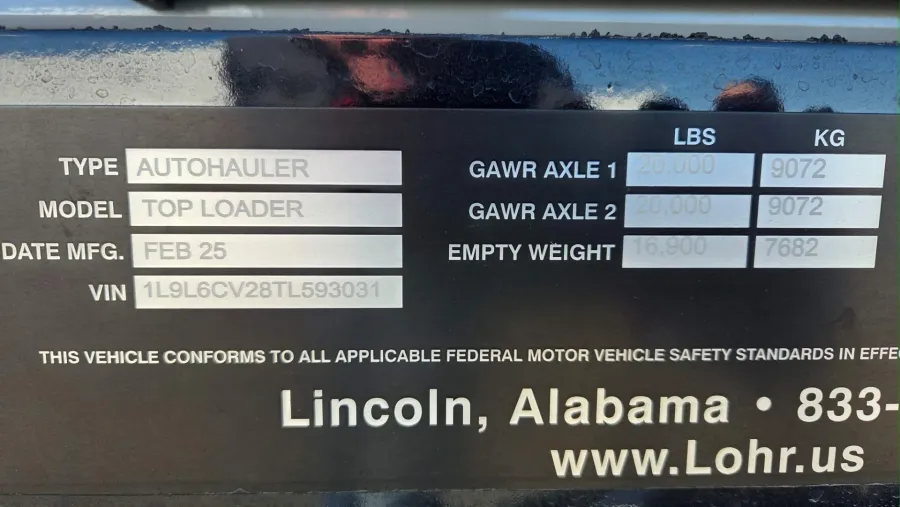 LBS KG
TYPE AUTOHAULER GAWR AXLE 1 20,000 9072
MODEL TOP LOADER GAWR AXLE 2 20,000 9072
DATE MFG. FEB 25 EMPTY WEIGHT 16,900 7682
VIN 1L9L6CV28TL593031
THIS VEHICLE CONFORMS TO ALL APPLICABLE FEDERAL MOTOR VEHICLE SAFETY STANDARDS IN EFFE
Lincoln, Alabama • 833-
www.Lohr.us